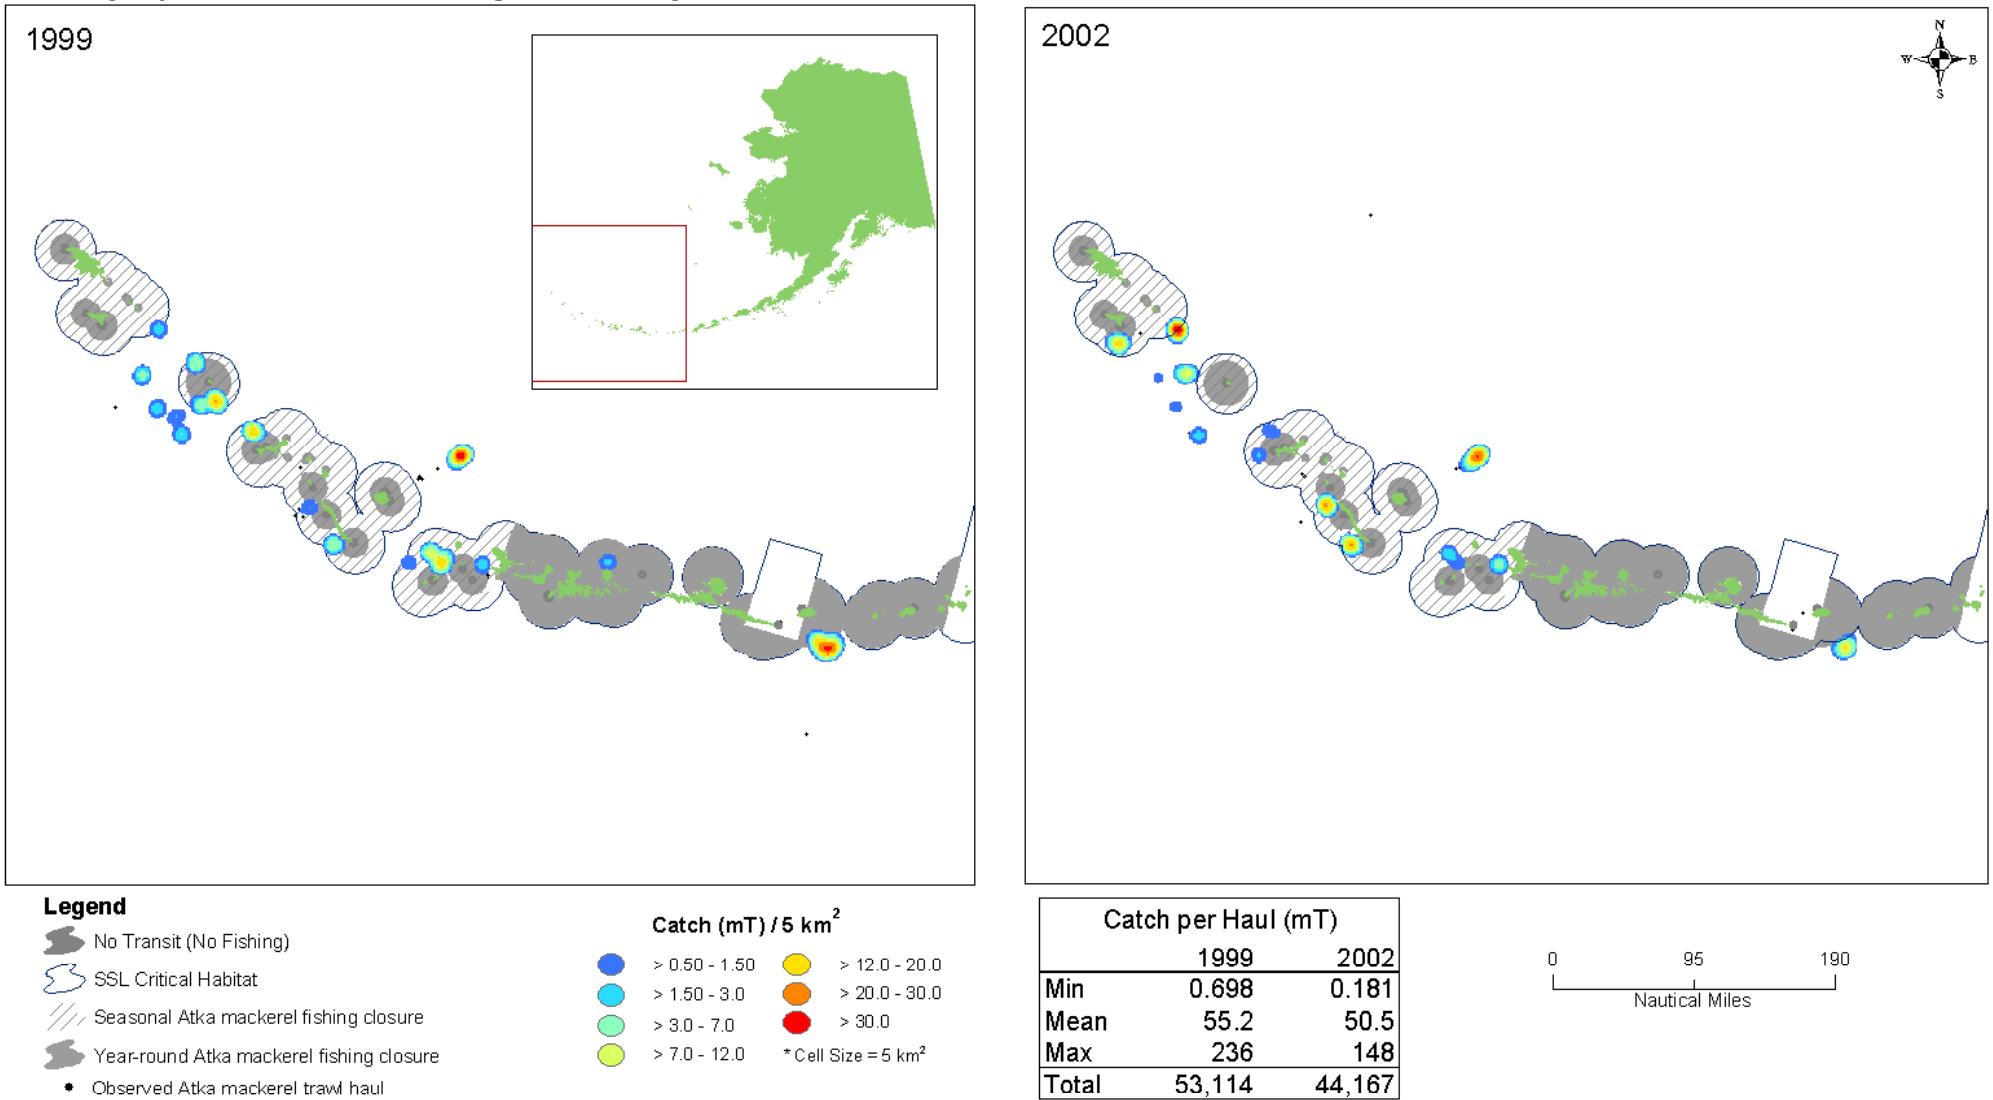 1999
2002
N
W
E
S
Legend
No Transit (No Fishing)
SSL Critical Habitat
Seasonal Atka mackerel fishing closure
Year-round Atka mackerel fishing closure
Observed Atka mackerel trawl haul
Catch (mT) / 5 km²
> 0.50 - 1.50
> 1.50 - 3.0
> 3.0 - 7.0
> 7.0 - 12.0
> 12.0 - 20.0
> 20.0 - 30.0
> 30.0
* Cell Size = 5 km²
Catch per Haul (mT)
1999 2002
Min 0.698 0.181
Mean 55.2 50.5
Max 236 148
Total 53,114 44,167
0 95 190
Nautical Miles